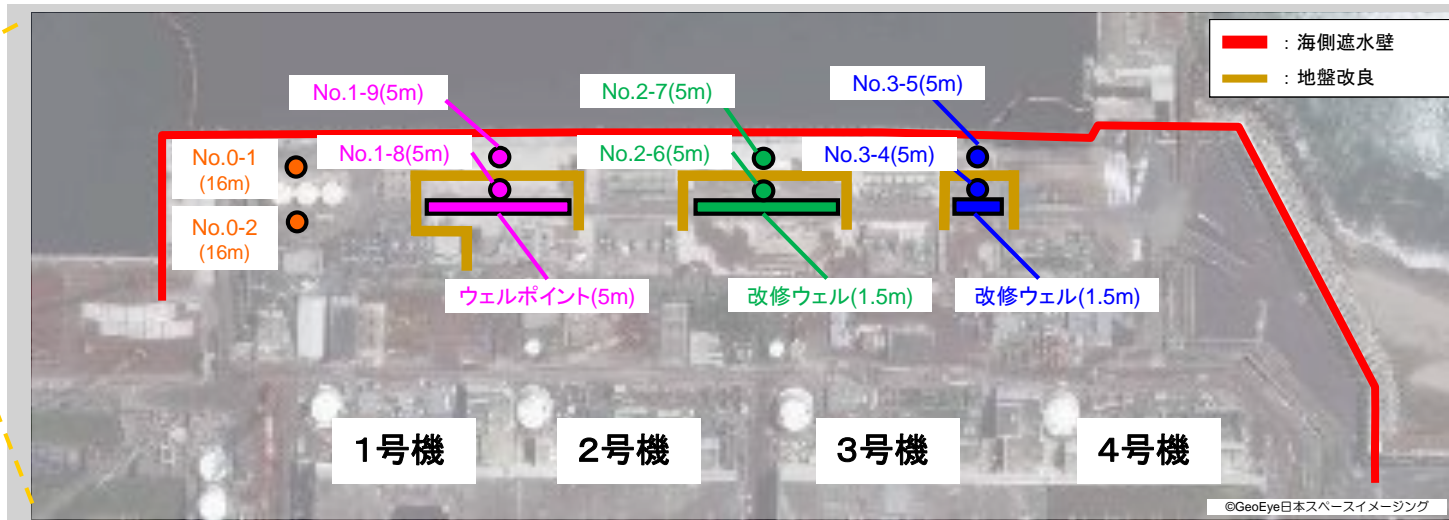 ：海側遮水壁
：地盤改良
No.1-9(5m)
No.2-7(5m)
No.3-5(5m)
No.0-1
(16m)
No.1-8(5m)
No.2-6(5m)
No.3-4(5m)
No.0-2
(16m)
ウェルポイント(5m)
改修ウェル(1.5m)
改修ウェル(1.5m)
１号機
２号機
３号機
４号機
©GeoEye日本スペースイメージング